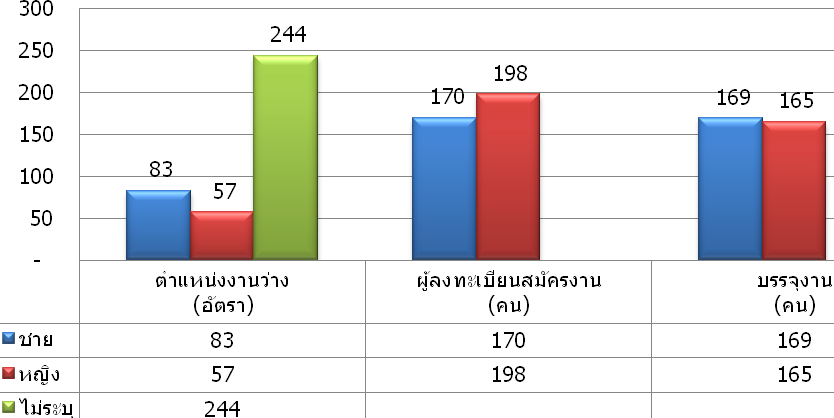 300
250
200
150
100
50
-
83
57
244
170
198
169
165
ตำแหน่งงานว่าง
(อัตรา)
ผู้ลงทะเบียนสมัครงาน
(คน)
บรรจุงาน
(คน)
ชาย 83 170 169
หญิง 57 198 165
ไม่ระบุ 244